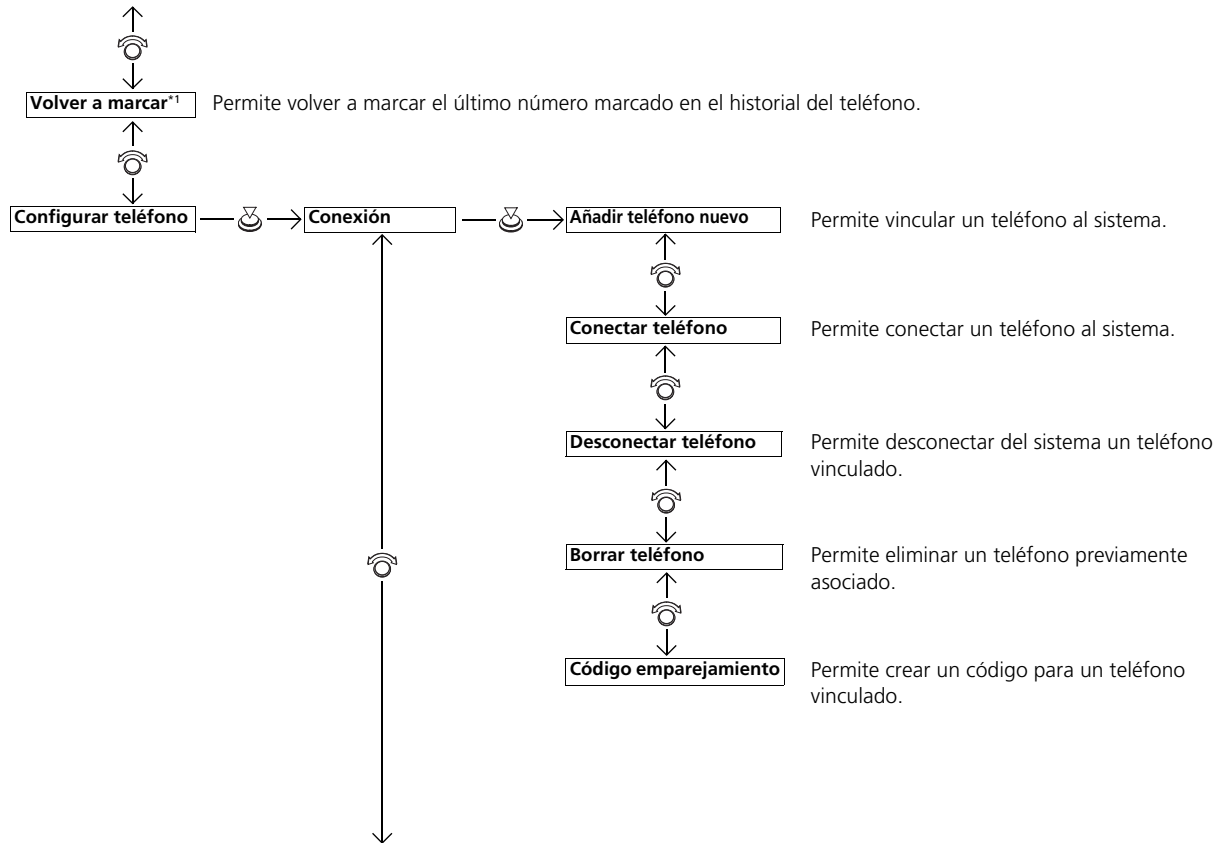 Volver a marcar*1 Permite volver a marcar el último número marcado en el historial del teléfono.
Configurar teléfono Conexión Añadir teléfono nuevo Permite vincular un teléfono al sistema.
Conectar teléfono Permite conectar un teléfono al sistema.
Desconectar teléfono Permite desconectar del sistema un teléfono
vinculado.
Borrar teléfono Permite eliminar un teléfono previamente
asociado.
Código emparejamiento Permite crear un código para un teléfono
vinculado.